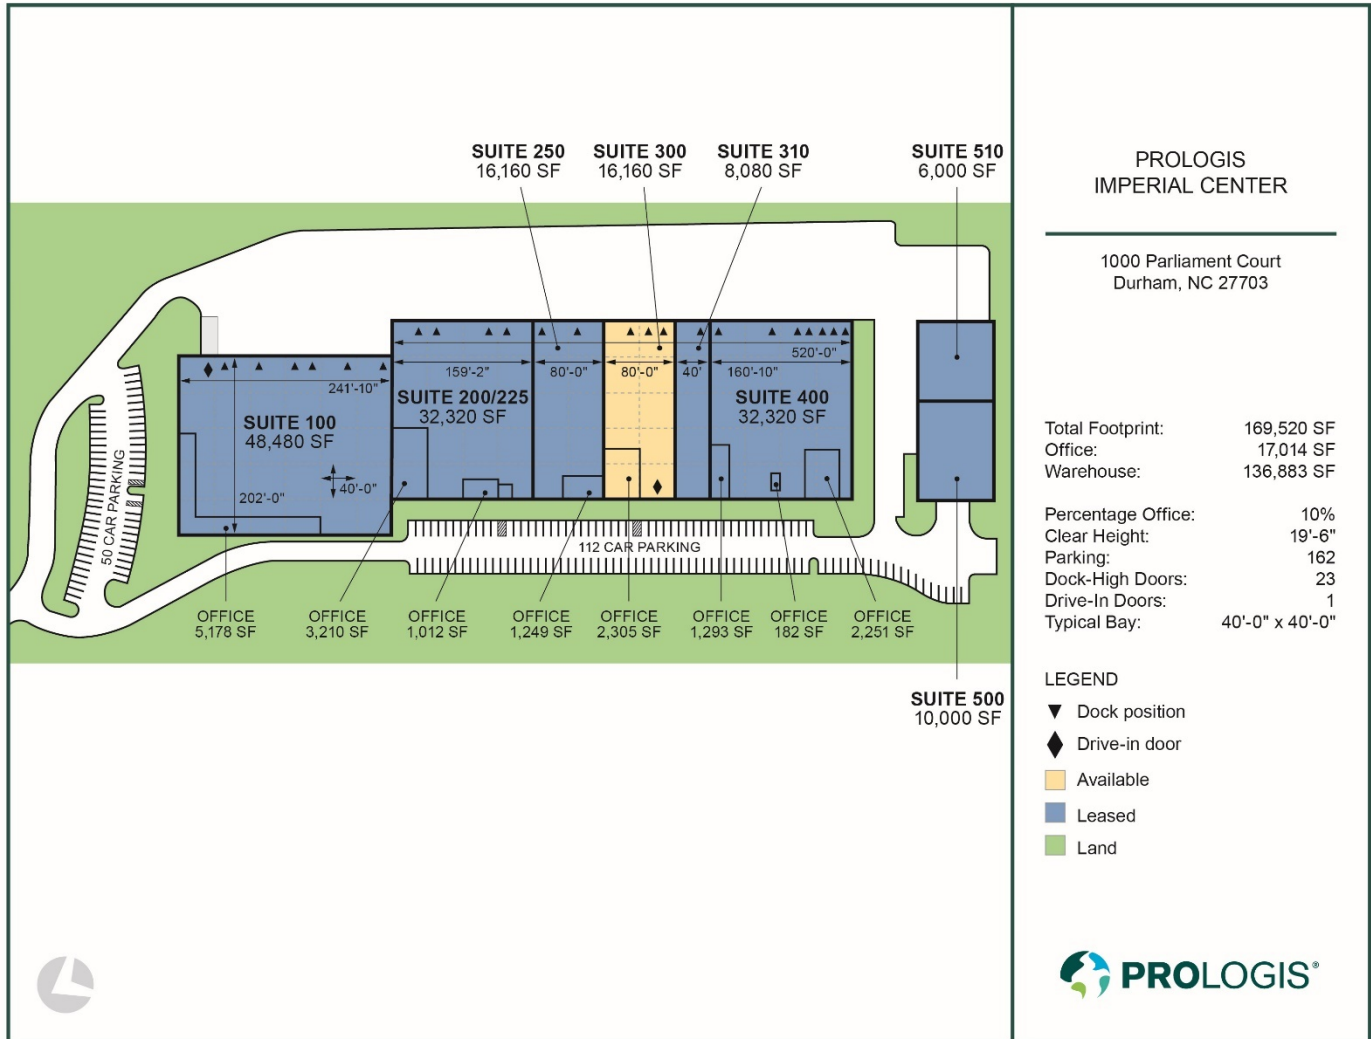 SUITE 250
16,160 SF
SUITE 300
16,160 SF
SUITE 310
8,080 SF
SUITE 510
6,000 SF
520'-0"
159'-2"
80'-0"
80'-0"
40'
160'-10"
241'-10"
SUITE 100
48,480 SF
SUITE 200/225
32,320 SF
SUITE 400
32,320 SF
40'-0"
202'-0"
50 CAR PARKING
112 CAR PARKING
OFFICE
5,178 SF
OFFICE
3,210 SF
OFFICE
1,012 SF
OFFICE
1,249 SF
OFFICE
2,305 SF
OFFICE
1,293 SF
OFFICE
182 SF
OFFICE
2,251 SF
SUITE 500
10,000 SF
PROLOGIS
IMPERIAL CENTER
1000 Parliament Court
Durham, NC 27703
Total Footprint: 169,520 SF
Office: 17,014 SF
Warehouse: 136,883 SF
Percentage Office: 10%
Clear Height: 19'-6"
Parking: 162
Dock-High Doors: 23
Drive-In Doors: 1
Typical Bay: 40'-0" x 40'-0"
LEGEND
Dock position
Drive-in door
Available
Leased
Land
PROLOGIS®